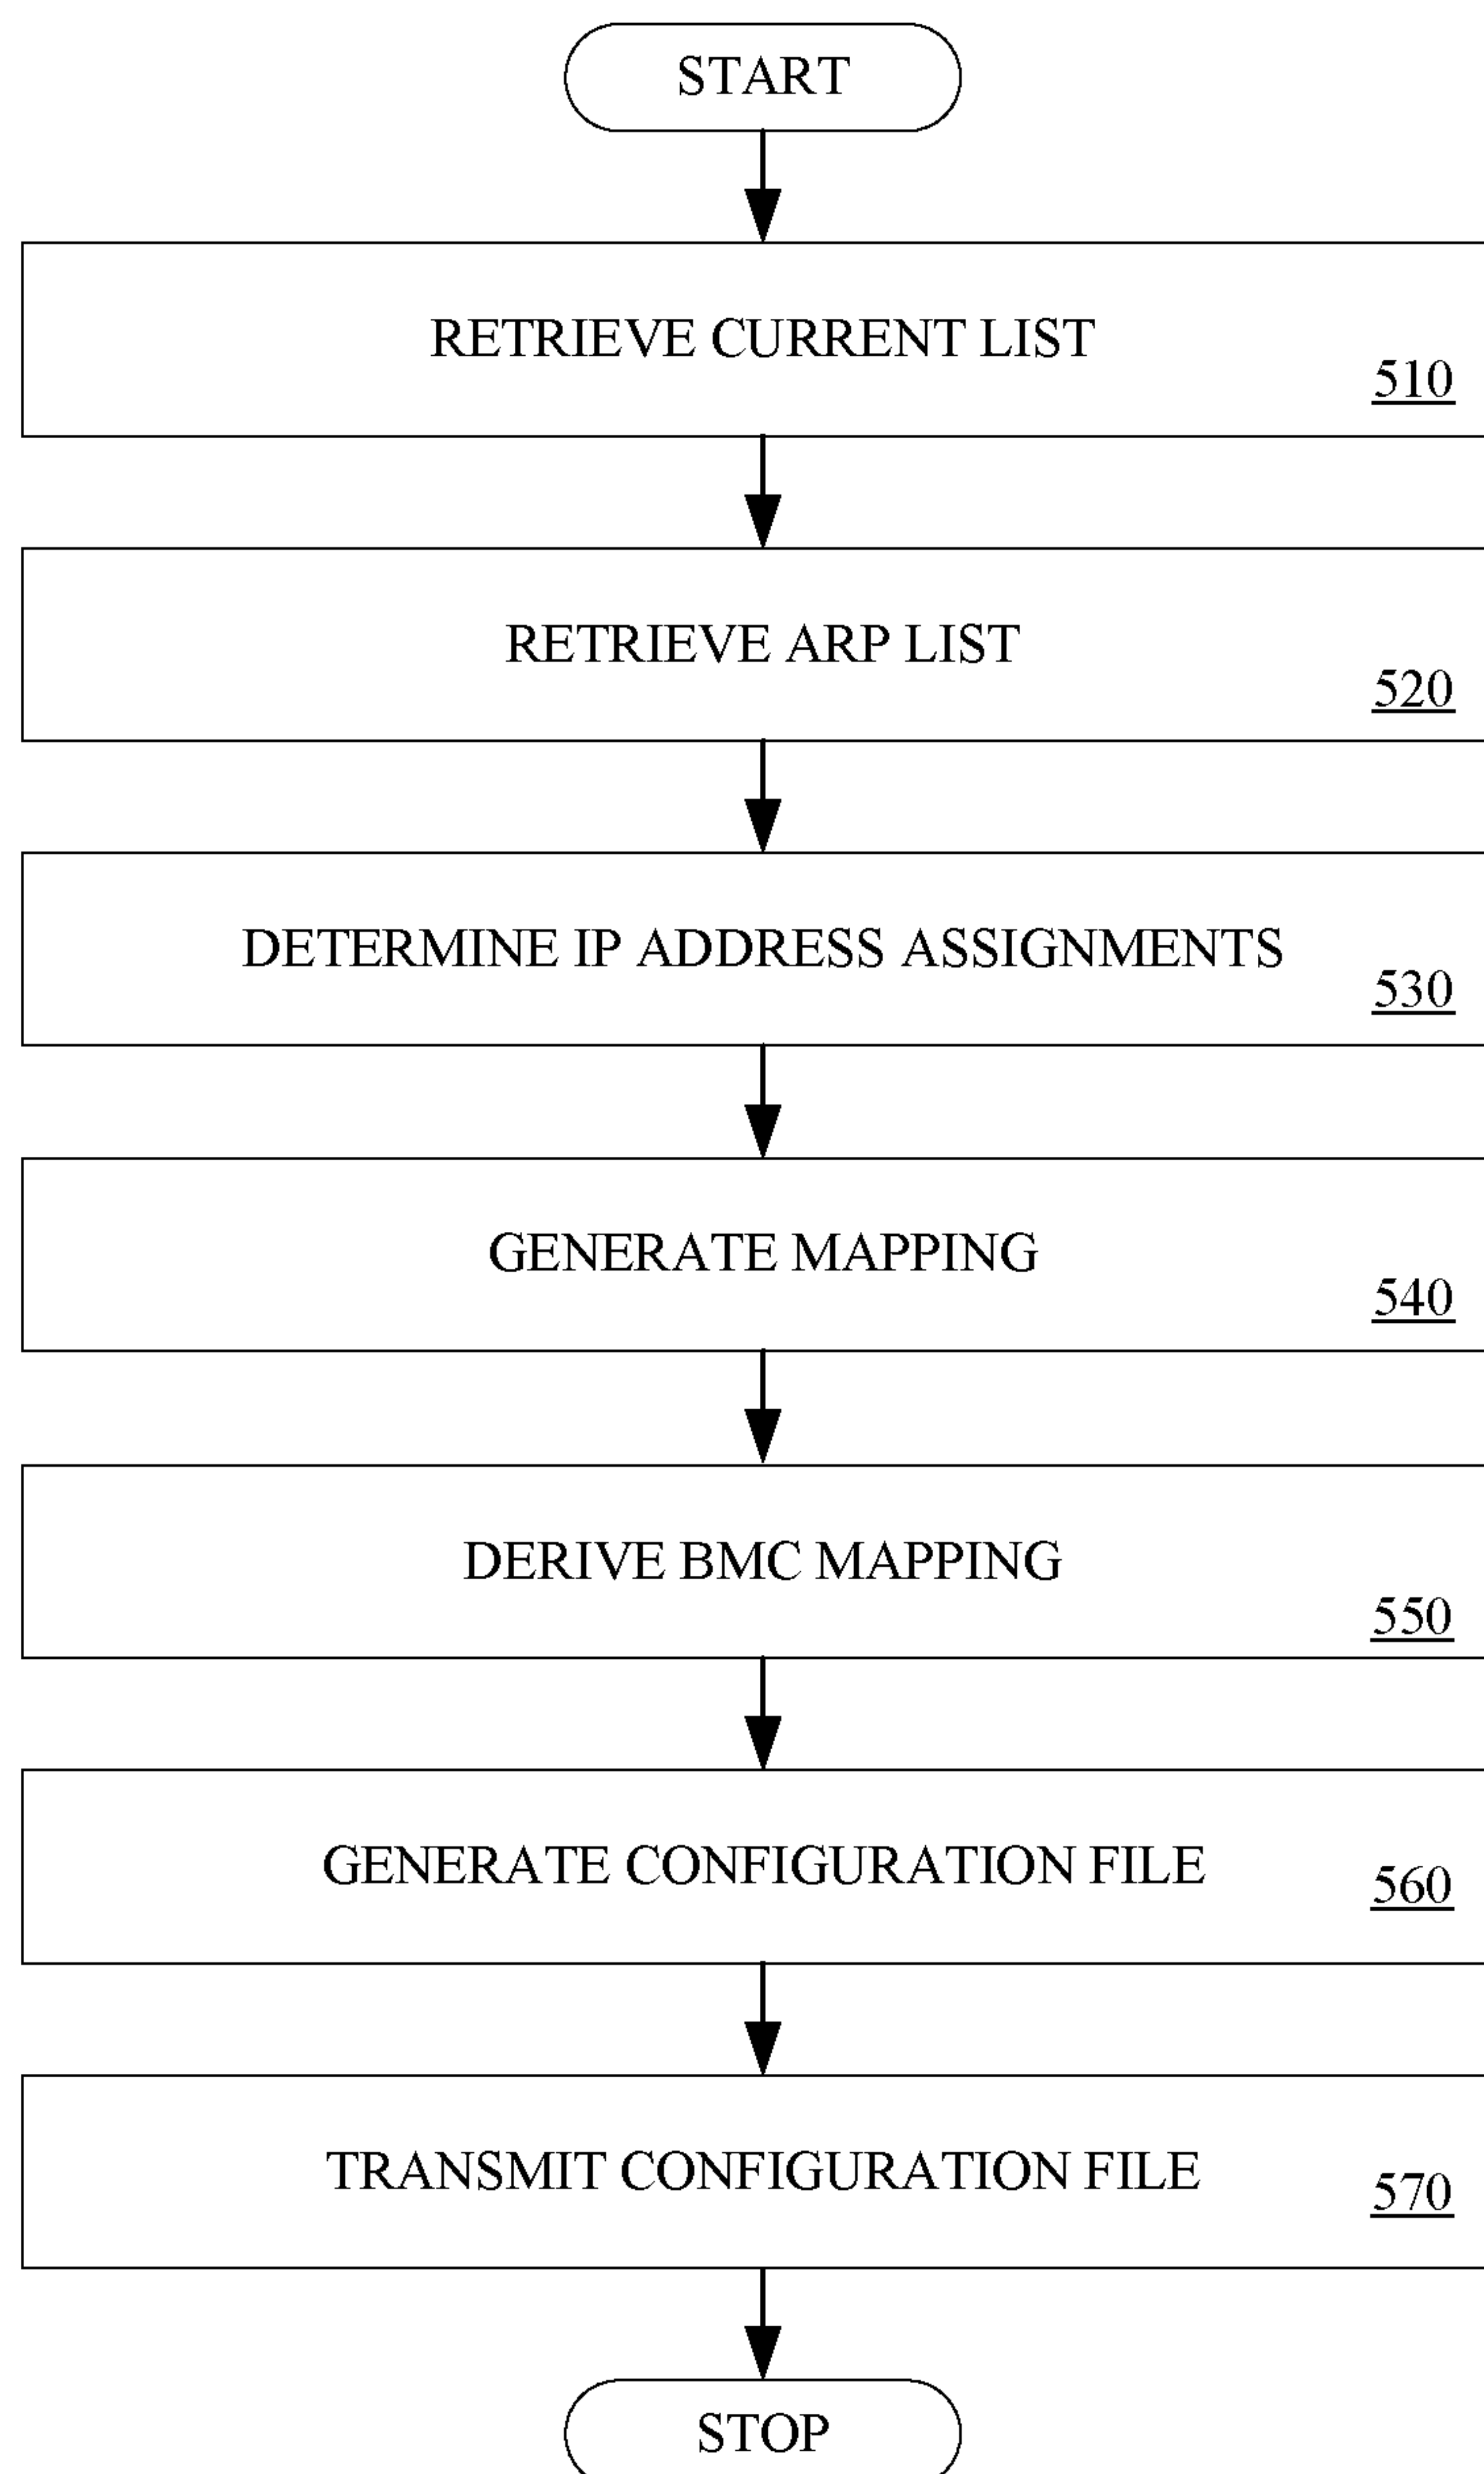 START
RETRIEVE CURRENT LIST
510
RETRIEVE ARP LIST
520
DETERMINE IP ADDRESS ASSIGNMENTS
530
GENERATE MAPPING
540
DERIVE BMC MAPPING
550
GENERATE CONFIGURATION FILE
560
TRANSMIT CONFIGURATION FILE
570
STOP